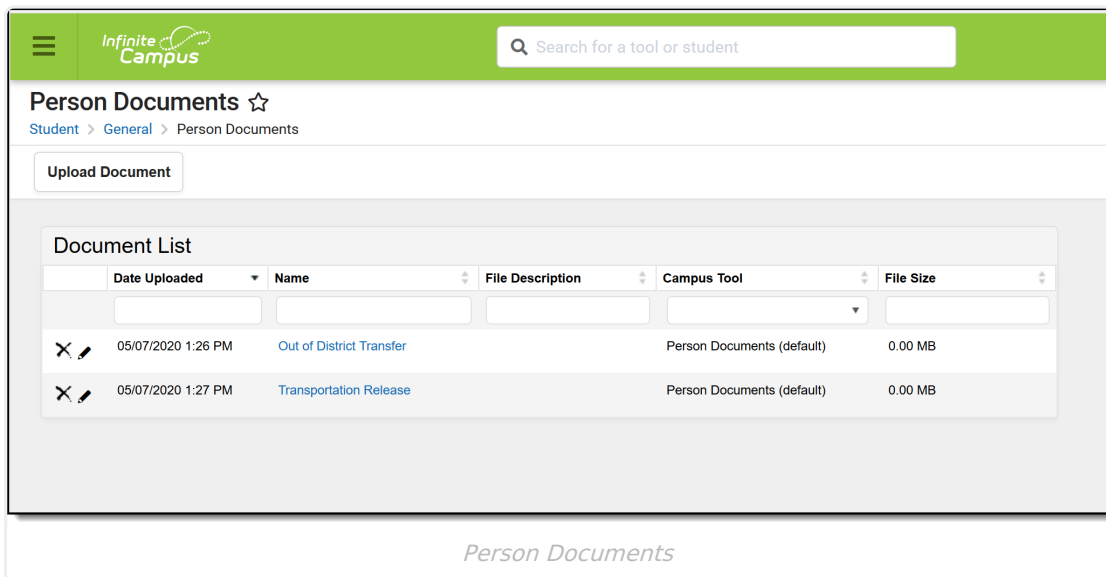 Infinite
Campus
Search for a tool or student
Person Documents
Student > General > Person Documents
Upload Document
Document List
Date Uploaded Name File Description Campus Tool File Size
05/07/2020 1:26 PM Out of District Transfer Person Documents (default) 0.00 MB
05/07/2020 1:27 PM Transportation Release Person Documents (default) 0.00 MB
Person Documents